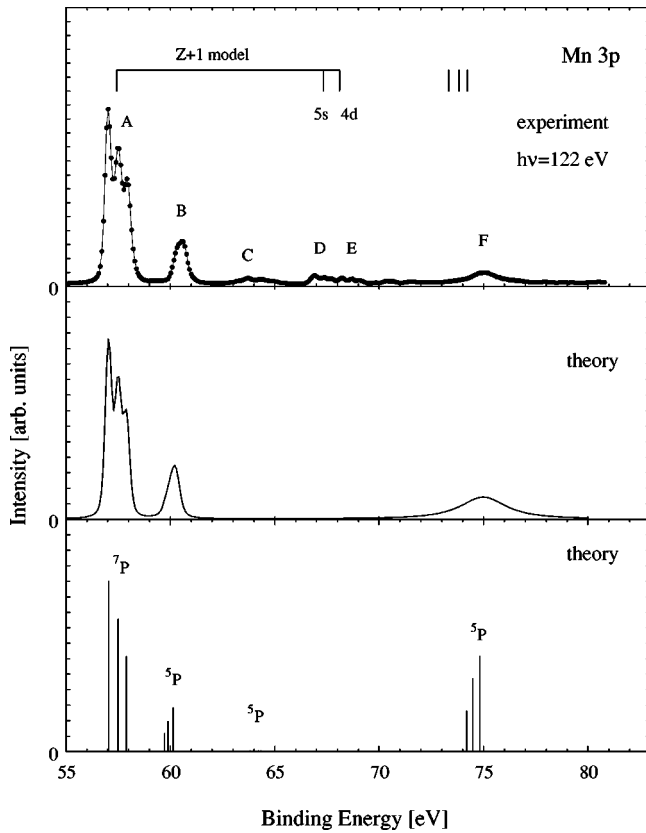 Z+1 model
Mn 3p
5s 4d
experiment
hν=122 eV
A
B
C
D
E
F
0
theory
0
theory
⁷P
⁵P
⁵P
⁵P
0
55 60 65 70 75 80
Binding Energy [eV]
Intensity [arb. units]